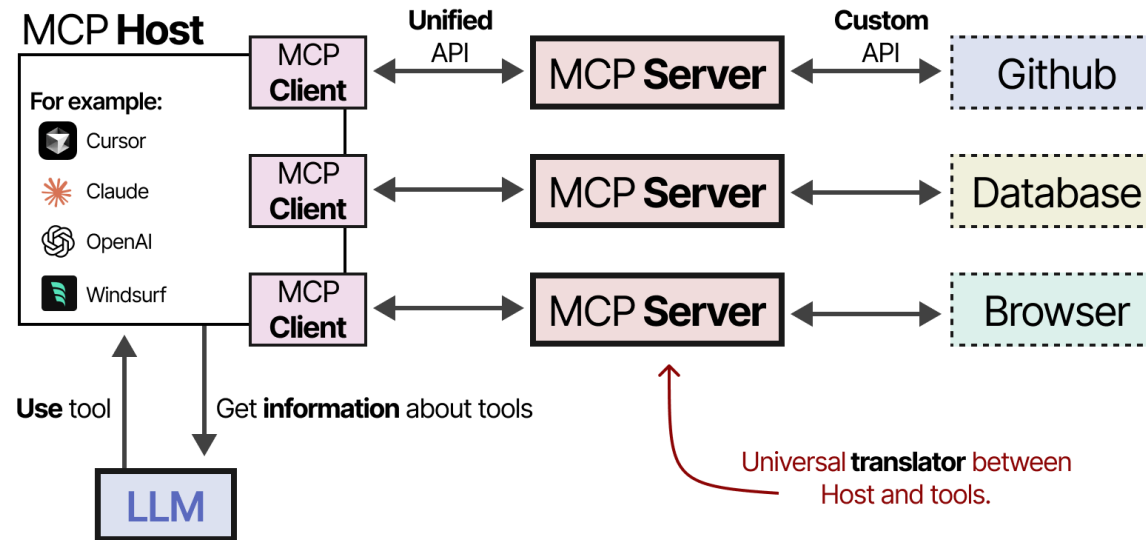 MCP Host
For example:
Cursor
Claude
OpenAI
Windsurf
MCP
Client
Unified
API
MCP Server
Custom
API
Github
MCP
Client
MCP Server
Database
MCP
Client
MCP Server
Browser
Use tool
Get information about tools
LLM
Universal translator between
Host and tools.